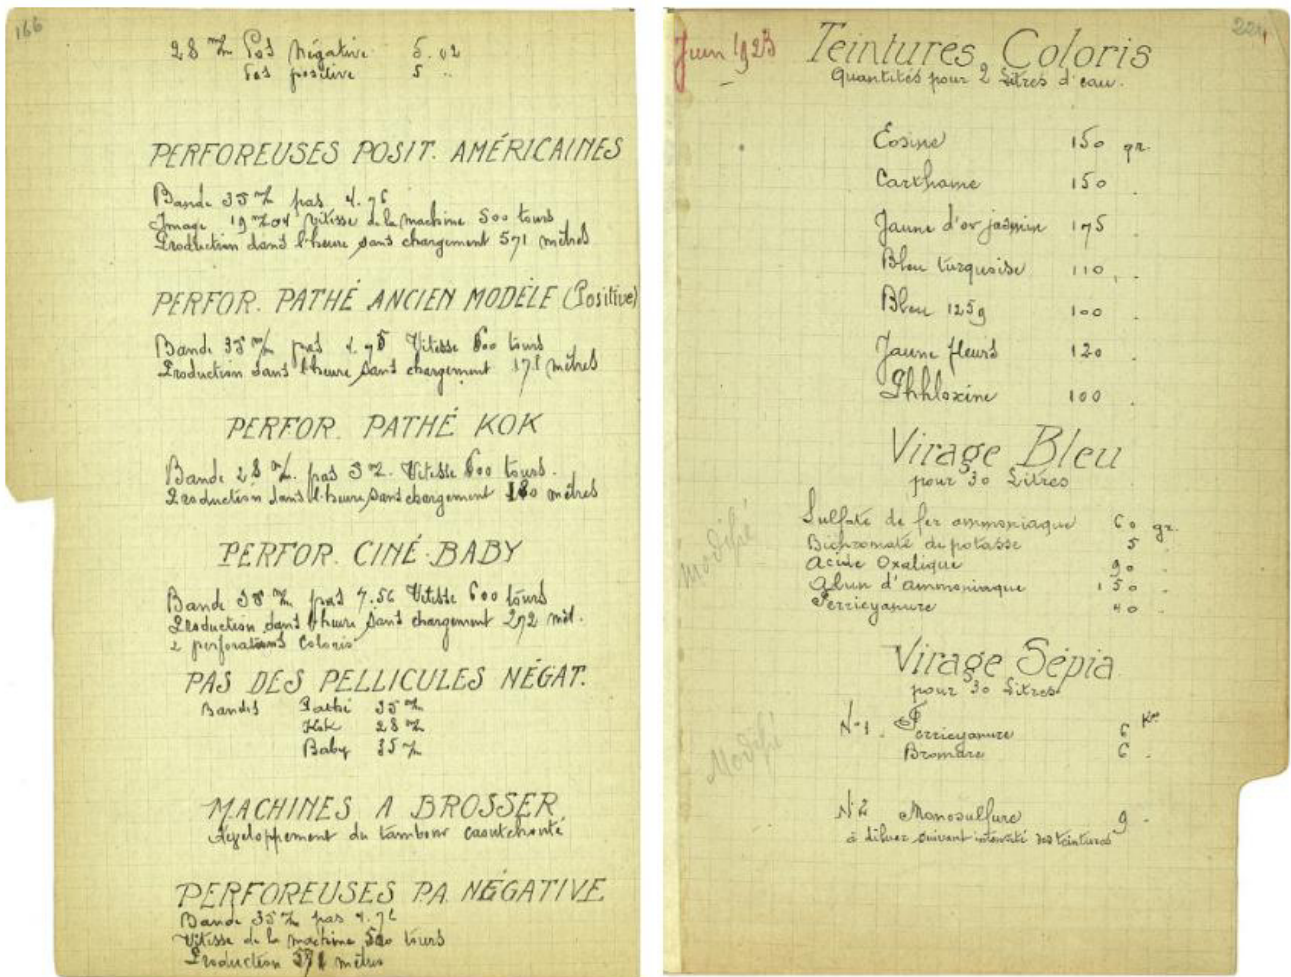 166
28 m/m Pas négative 5.02
Pas positive 5 ..
PERFOREUSES POSIT. AMÉRICAINES
Bande 35 m/m pas 4.76
Image 19 m/m 04 Vitesse de la machine 500 tours
Production dans l'heure sans chargement 571 mètres
PERFOR. PATHÉ ANCIEN MODÈLE (Positive)
Bande 35 m/m pas 4.75 Vitesse 600 tours
Production dans l'heure sans chargement 171 mètres
PERFOR. PATHÉ KOK
Bande 28 m/m. pas 5 m/m. Vitesse 600 tours.
Production dans l'heure sans chargement 180 mètres
PERFOR. CINÉ-BABY
Bande 35 m/m pas 7.56 Vitesse 600 tours
Production dans l'heure sans chargement 272 mèt.
2 perforations Coloris
PAS DES PELLICULES NÉGAT.
Bandes Pathé 35 m/m
Kok 28 m/m
Baby 35 m/m
MACHINES A BROSSER
développement du tambour caoutchouté
PERFOREUSES PA. NÉGATIVE
Bande 35 m/m pas 4.76
Vitesse de la machine 500 tours
Production 571 mètres
224
Juin 1923
Teintures Coloris
Quantités pour 2 Litres d'eau.
Eosine 150 gr.
Carthame 150 .
Jaune d'or jasmin 175 .
Bleu turquoise 110 .
Bleu 1259 100 .
Jaune fleurs 120 .
Phhloxine 100 .
Virage Bleu
pour 30 Litres
Modifié
Sulfate de fer ammoniaque 60 gr.
Bichromate de potasse 5 .
Acide Oxalique 90 .
Alun d'ammoniaque 150 .
Ferricyanure 40 .
Virage Sépia
pour 30 Litres
Modifié
N°1. Ferricyanure 6 Kos
Bromure 6 .
N°2 Monosulfure 9 .
à diluer suivant intensité des teintures